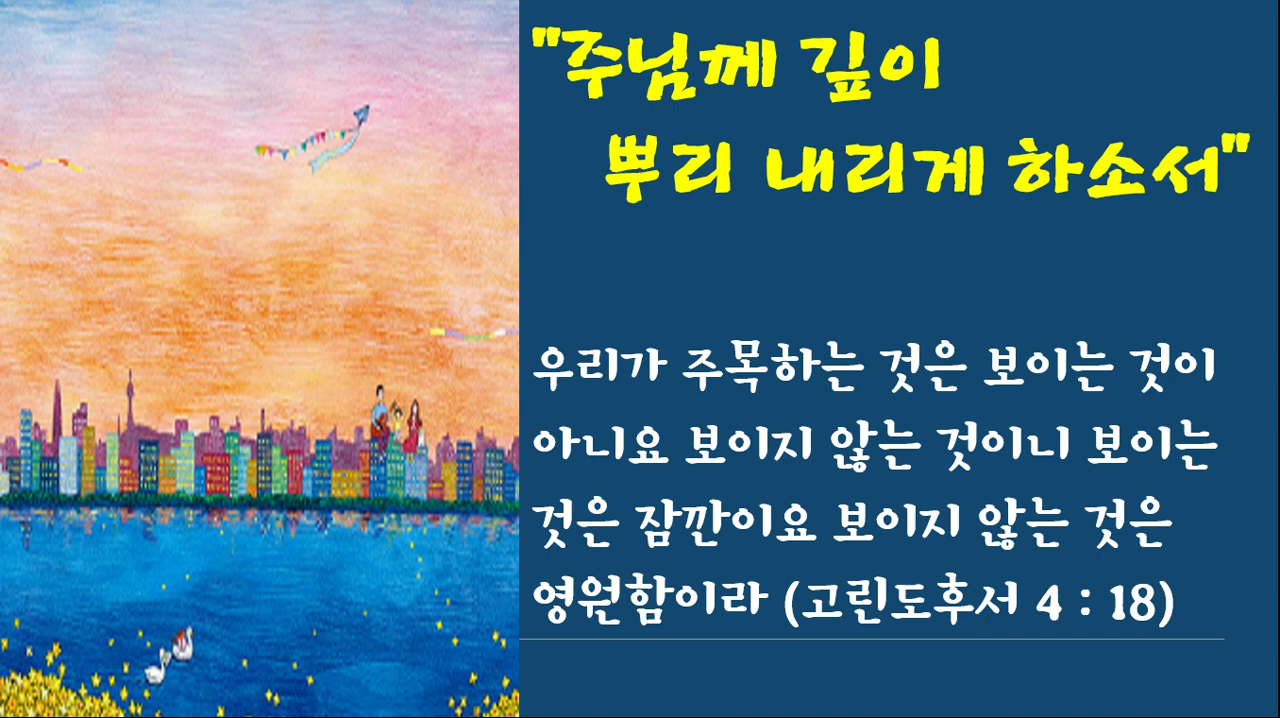 "주님께 깊이
뿌리 내리게 하소서"
우리가 주목하는 것은 보이는 것이
아니요 보이지 않는 것이니 보이는
것은 잠깐이요 보이지 않는 것은
영원함이라 (고린도후서 4 : 18)